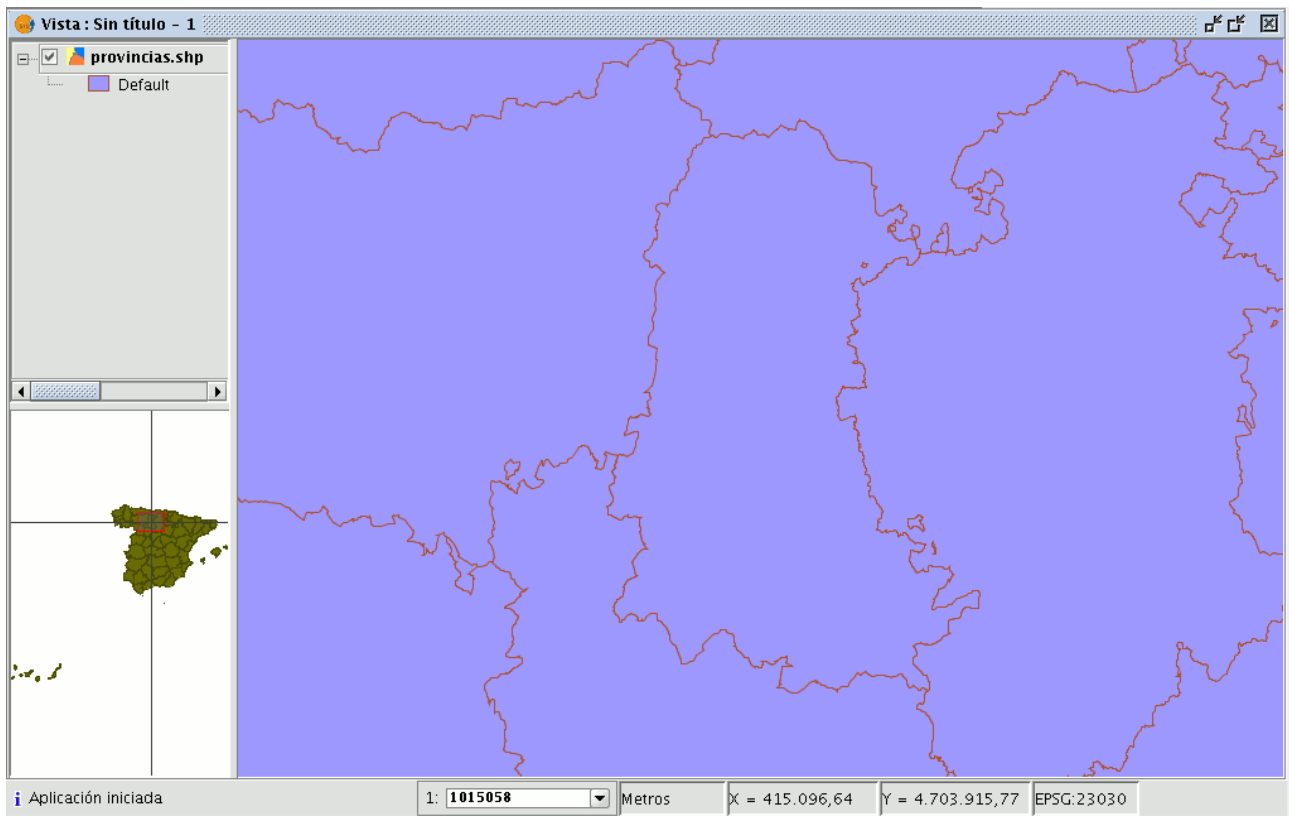 Vista : Sin título - 1
provincias.shp
Default
Aplicación iniciada
1: 1015058
Metros
X = 415.096,64
Y = 4.703.915,77
EPSG:23030